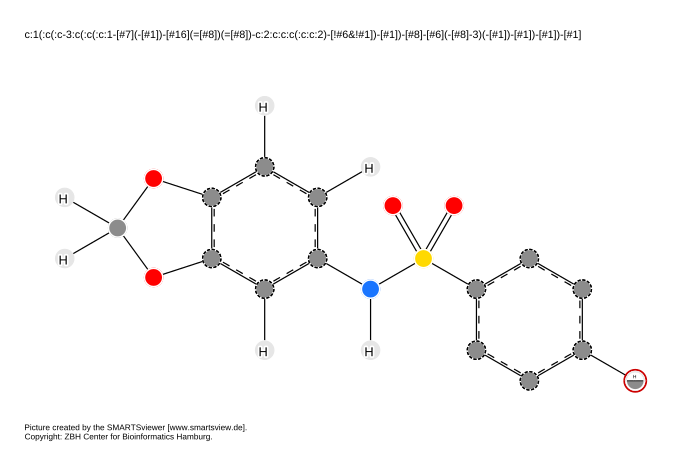 c:1(:c(:c-3:c(:c(:c:1-[#7](-[#1])-[#16](=[#8])(=[#8])-c:2:c:c:c(:c:c:2)-[!#6&!#1])-[#1])-[#8]-[#6](-[#8]-3)(-[#1])-[#1])-[#1])-[#1]
H
H
H
H
H
H
H
H
Picture created by the SMARTSviewer [www.smartsview.de].
Copyright: ZBH Center for Bioinformatics Hamburg.